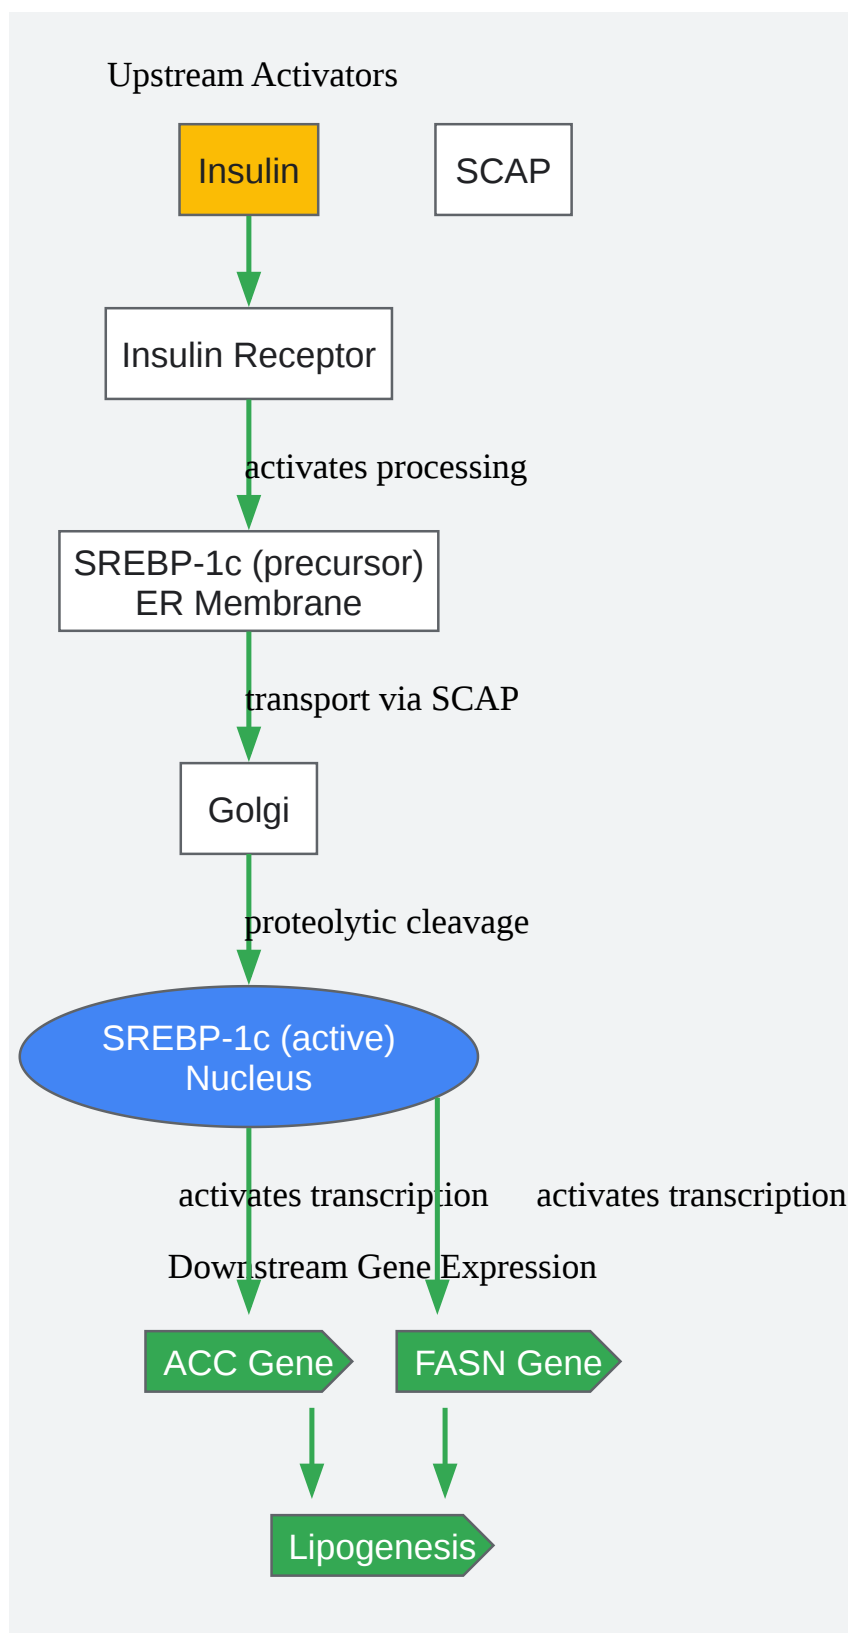 Upstream Activators
Insulin
SCAP
Insulin Receptor
activates processing
SREBP-1c (precursor)
ER Membrane
transport via SCAP
Golgi
proteolytic cleavage
SREBP-1c (active)
Nucleus
activates transcription
activates transcription
Downstream Gene Expression
ACC Gene
FASN Gene
Lipogenesis